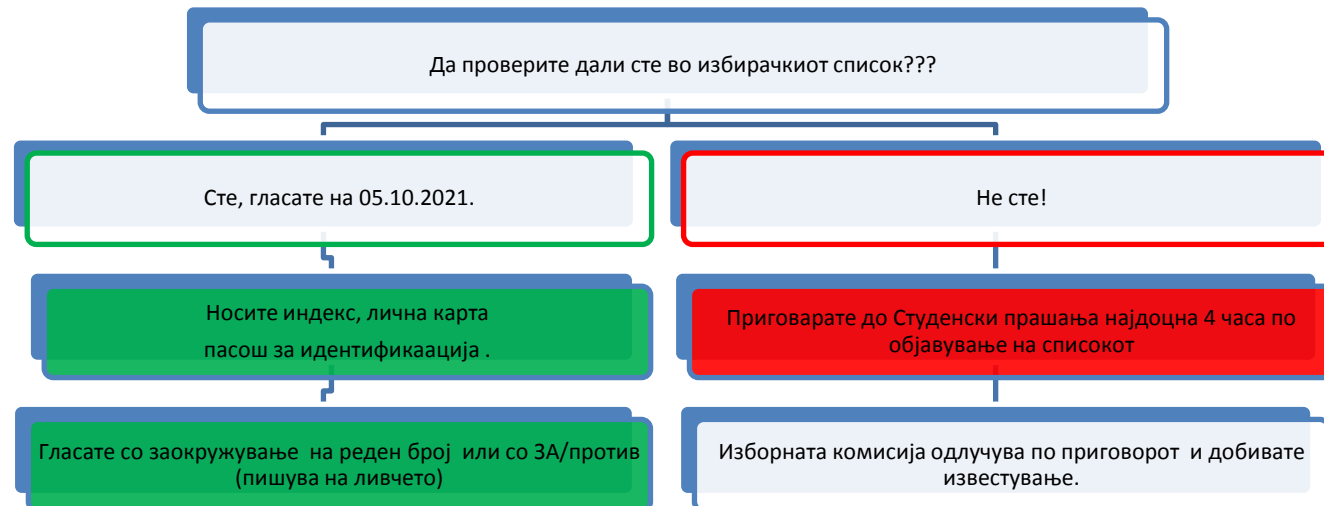 Да проверите дали сте во избирачкиот список???
Сте, гласате на 05.10.2021.
Не сте!
Носите индекс, лична карта
пасош за идентификаација .
Приговарате до Студенски прашања најдоцна 4 часа по
објавување на списокот
Гласате со заокружување на реден број или со ЗА/против
(пишува на ливчето)
Изборната комисија одлучува по приговорот и добивате
известување.